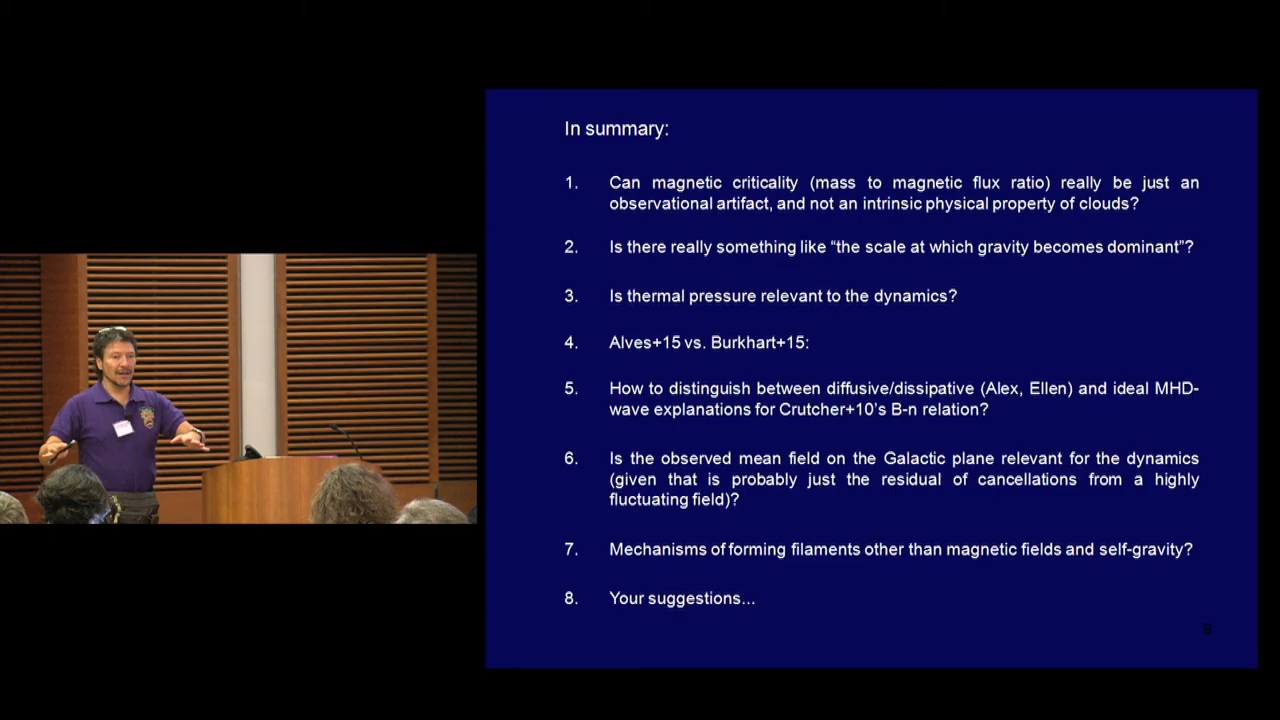 In summary:
1. Can magnetic criticality (mass to magnetic flux ratio) really be just an
observational artifact, and not an intrinsic physical property of clouds?
2. Is there really something like “the scale at which gravity becomes dominant”?
3. Is thermal pressure relevant to the dynamics?
4. Alves+15 vs. Burkhart+15:
5. How to distinguish between diffusive/dissipative (Alex, Ellen) and ideal MHD-
wave explanations for Crutcher+10’s B-n relation?
6. Is the observed mean field on the Galactic plane relevant for the dynamics
(given that is probably just the residual of cancellations from a highly
fluctuating field)?
7. Mechanisms of forming filaments other than magnetic fields and self-gravity?
8. Your suggestions...